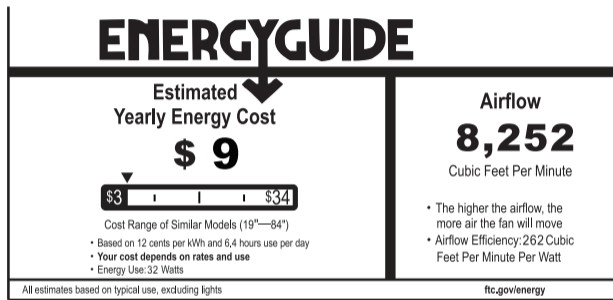 ENERGYGUIDE
Estimated
Yearly Energy Cost
$ 9
$3
$34
Cost Range of Similar Models (19"—84")
• Based on 12 cents per kWh and 6,4 hours use per day
• Your cost depends on rates and use
• Energy Use:32 Watts
Airflow
8,252
Cubic Feet Per Minute
• The higher the airflow, the
more air the fan will move
• Airflow Efficiency:262 Cubic
Feet Per Minute Per Watt
All estimates based on typical use, excluding lights
ftc.gov/energy